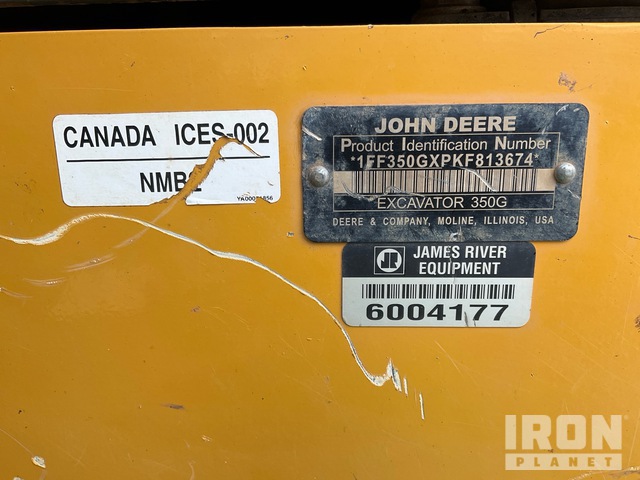 CANADA ICES-002
JOHN DEERE
Product Identification Number
*1FF350GXPKF813674*
EXCAVATOR 350G
DEERE & COMPANY, MOLINE, ILLINOIS, USA
JR
JAMES RIVER
EQUIPMENT
6004177
IRON
PLANET